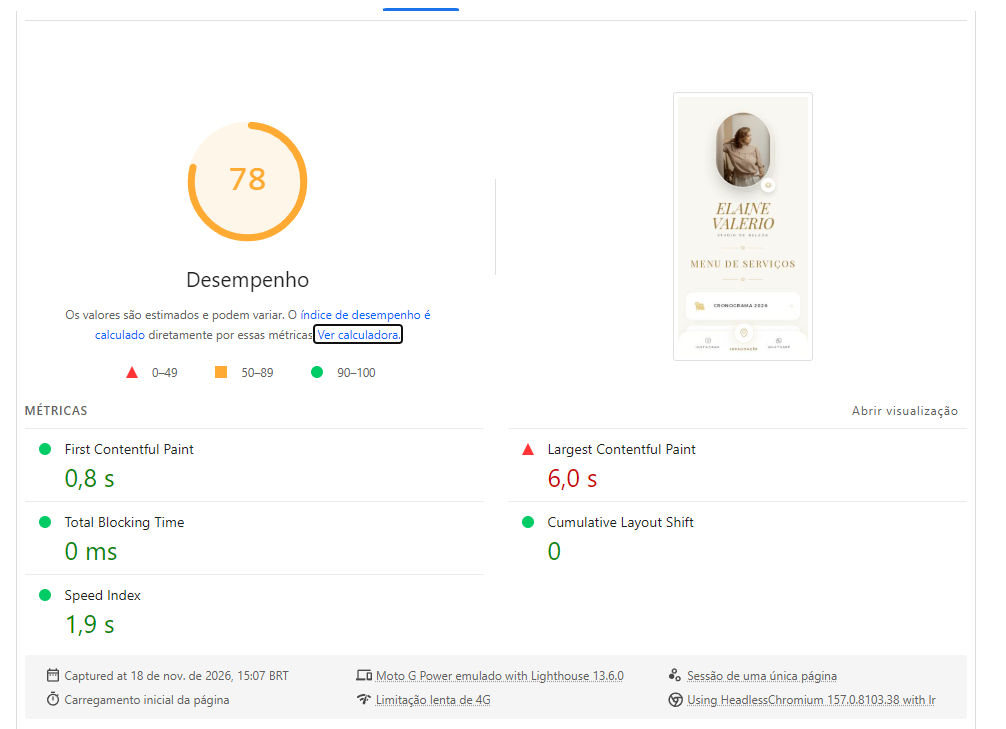 78
Desempenho
Os valores são estimados e podem variar. O índice de desempenho é
calculado diretamente por essas métricas. Ver calculadora.
0–49
50–89
90–100
ELAINE
VALERIO
MENU DE SERVIÇOS
CRONOGRAMA 2026
INSTAGRAM
LOCALIZAÇÃO
WHATSAPP
MÉTRICAS
Abrir visualização
First Contentful Paint
0,8 s
Largest Contentful Paint
6,0 s
Total Blocking Time
0 ms
Cumulative Layout Shift
0
Speed Index
1,9 s
Captured at 18 de nov. de 2026, 15:07 BRT
Moto G Power emulado with Lighthouse 13.6.0
Sessão de uma única página
Carregamento inicial da página
Limitação lenta de 4G
Using HeadlessChromium 157.0.8103.38 with lr